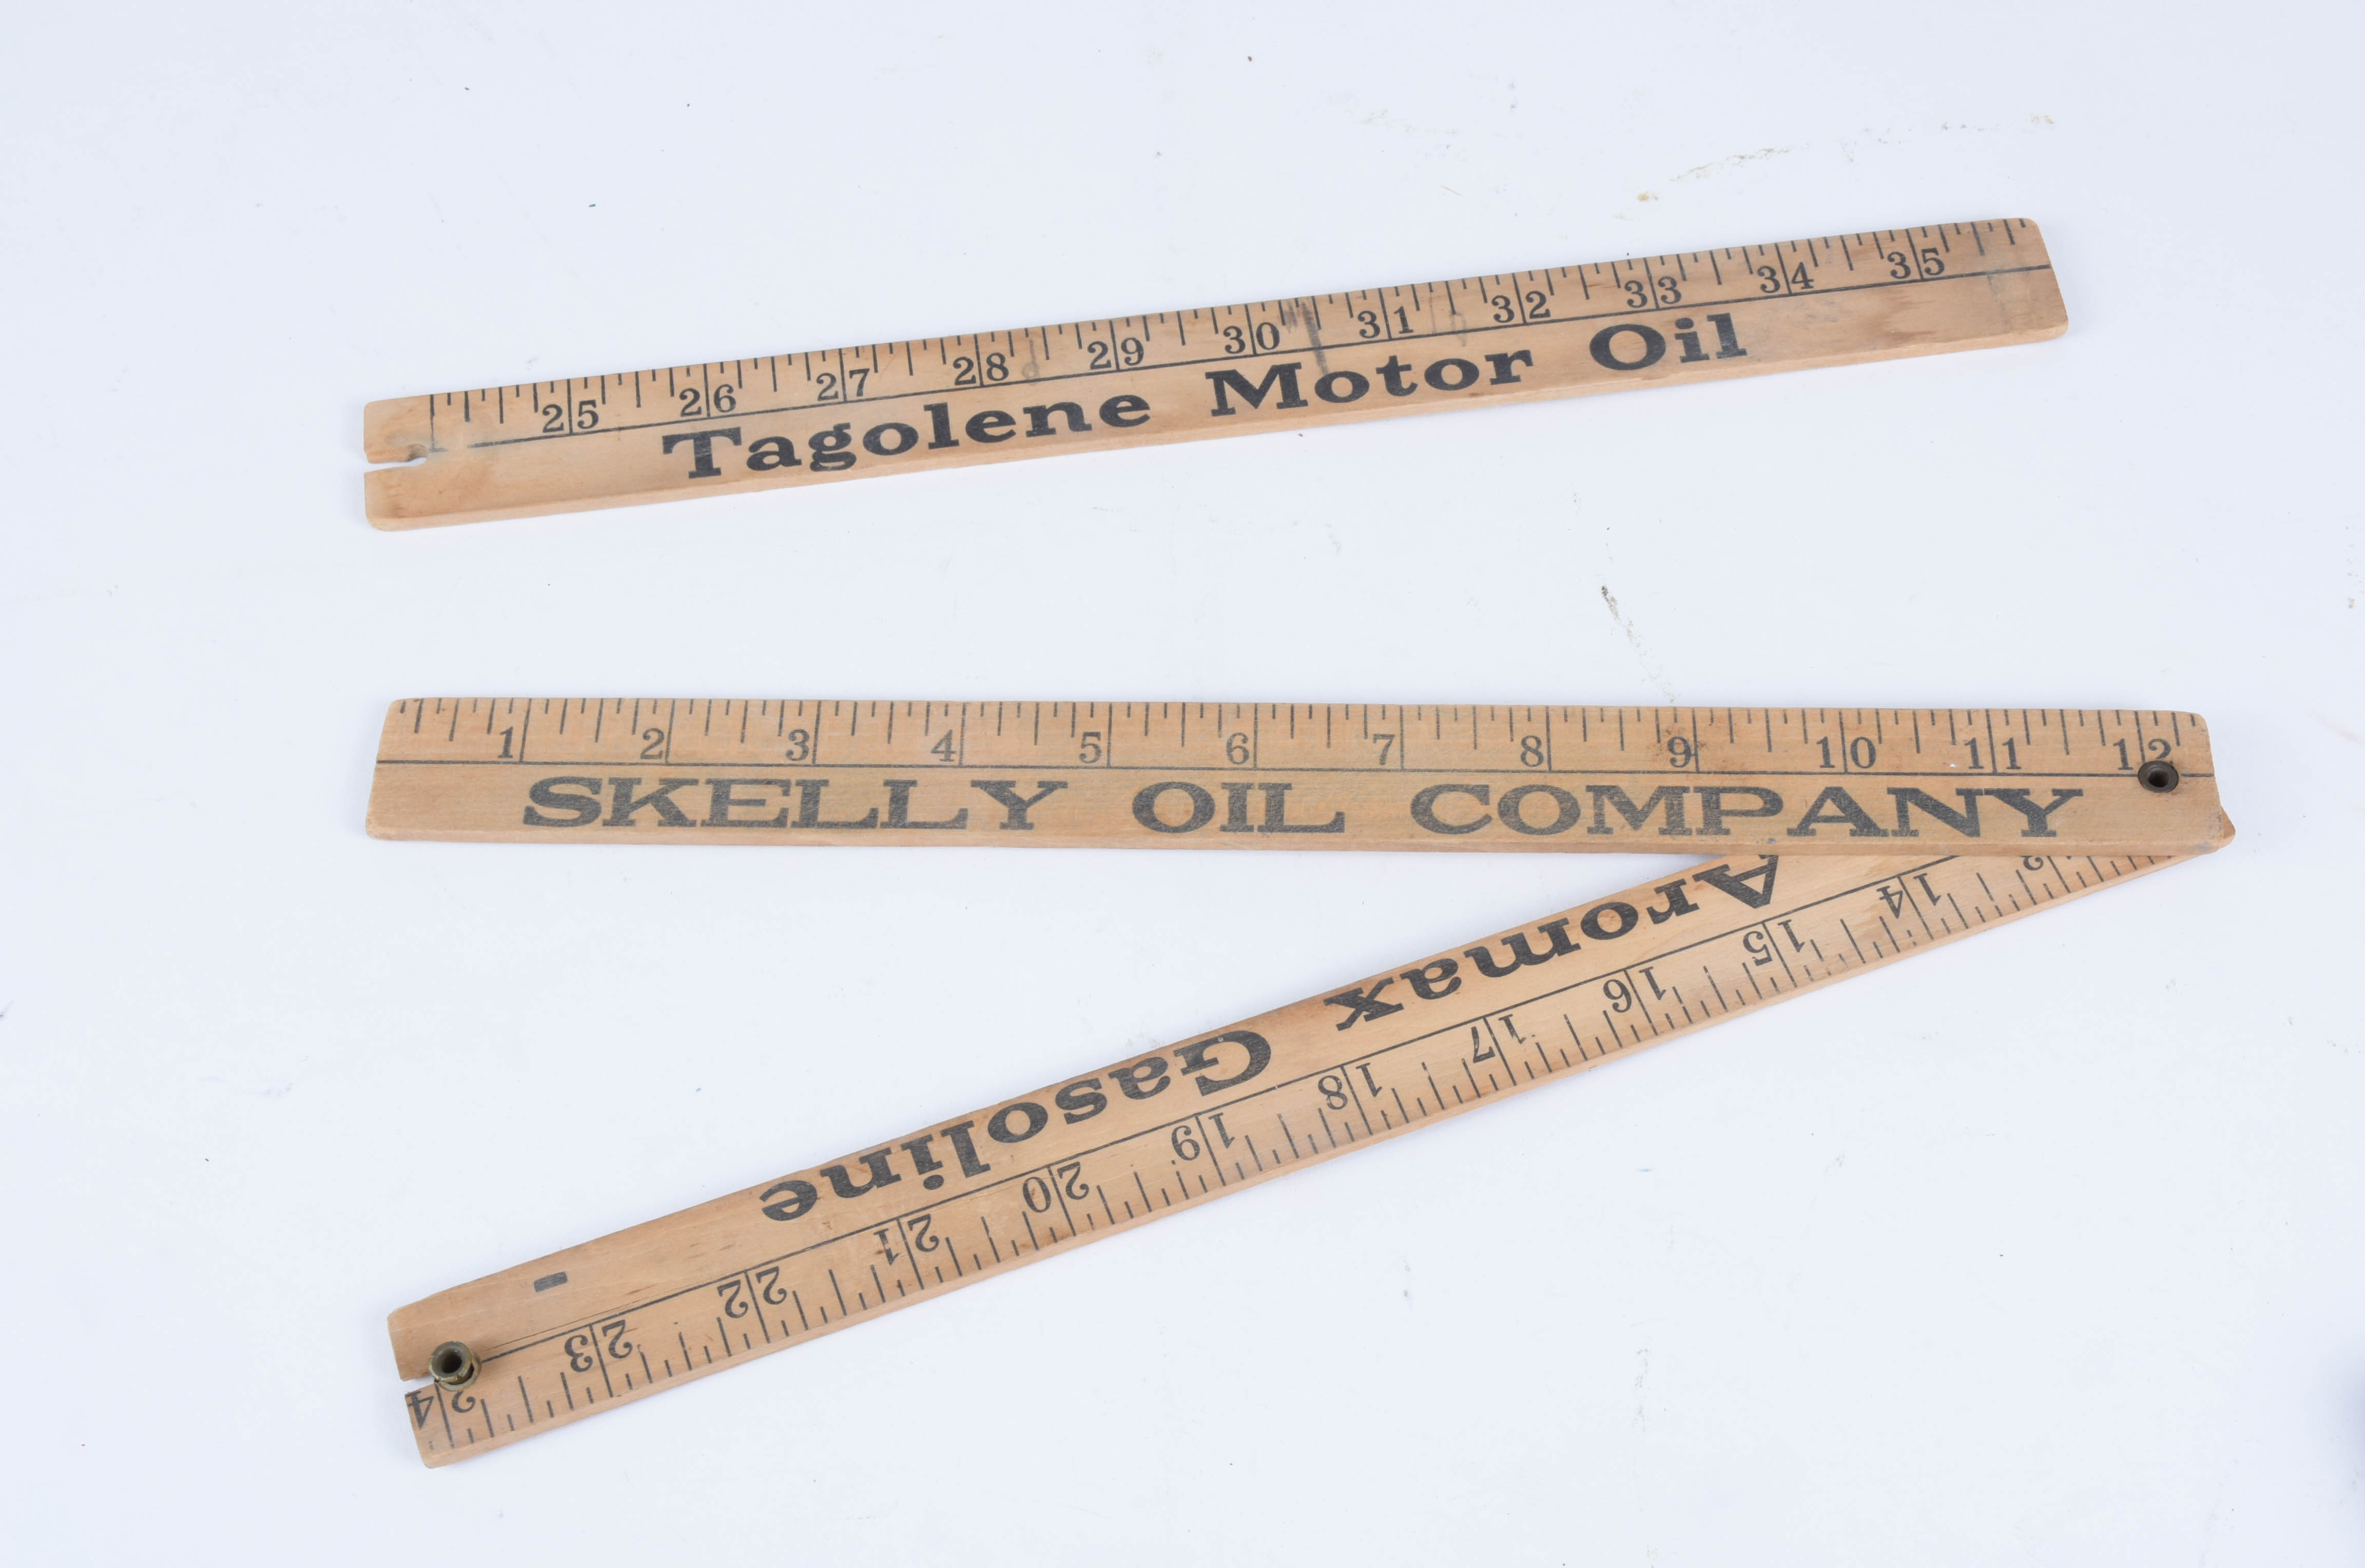 25 26 27 28 29 30 31 32 33 34 35
Tagolene Motor Oil
1 2 3 4 5 6 7 8 9 10 11 12
SKELLY OIL COMPANY
Aromax Gasoline -
14 15 16 17 18 19 20 21 22 23 24